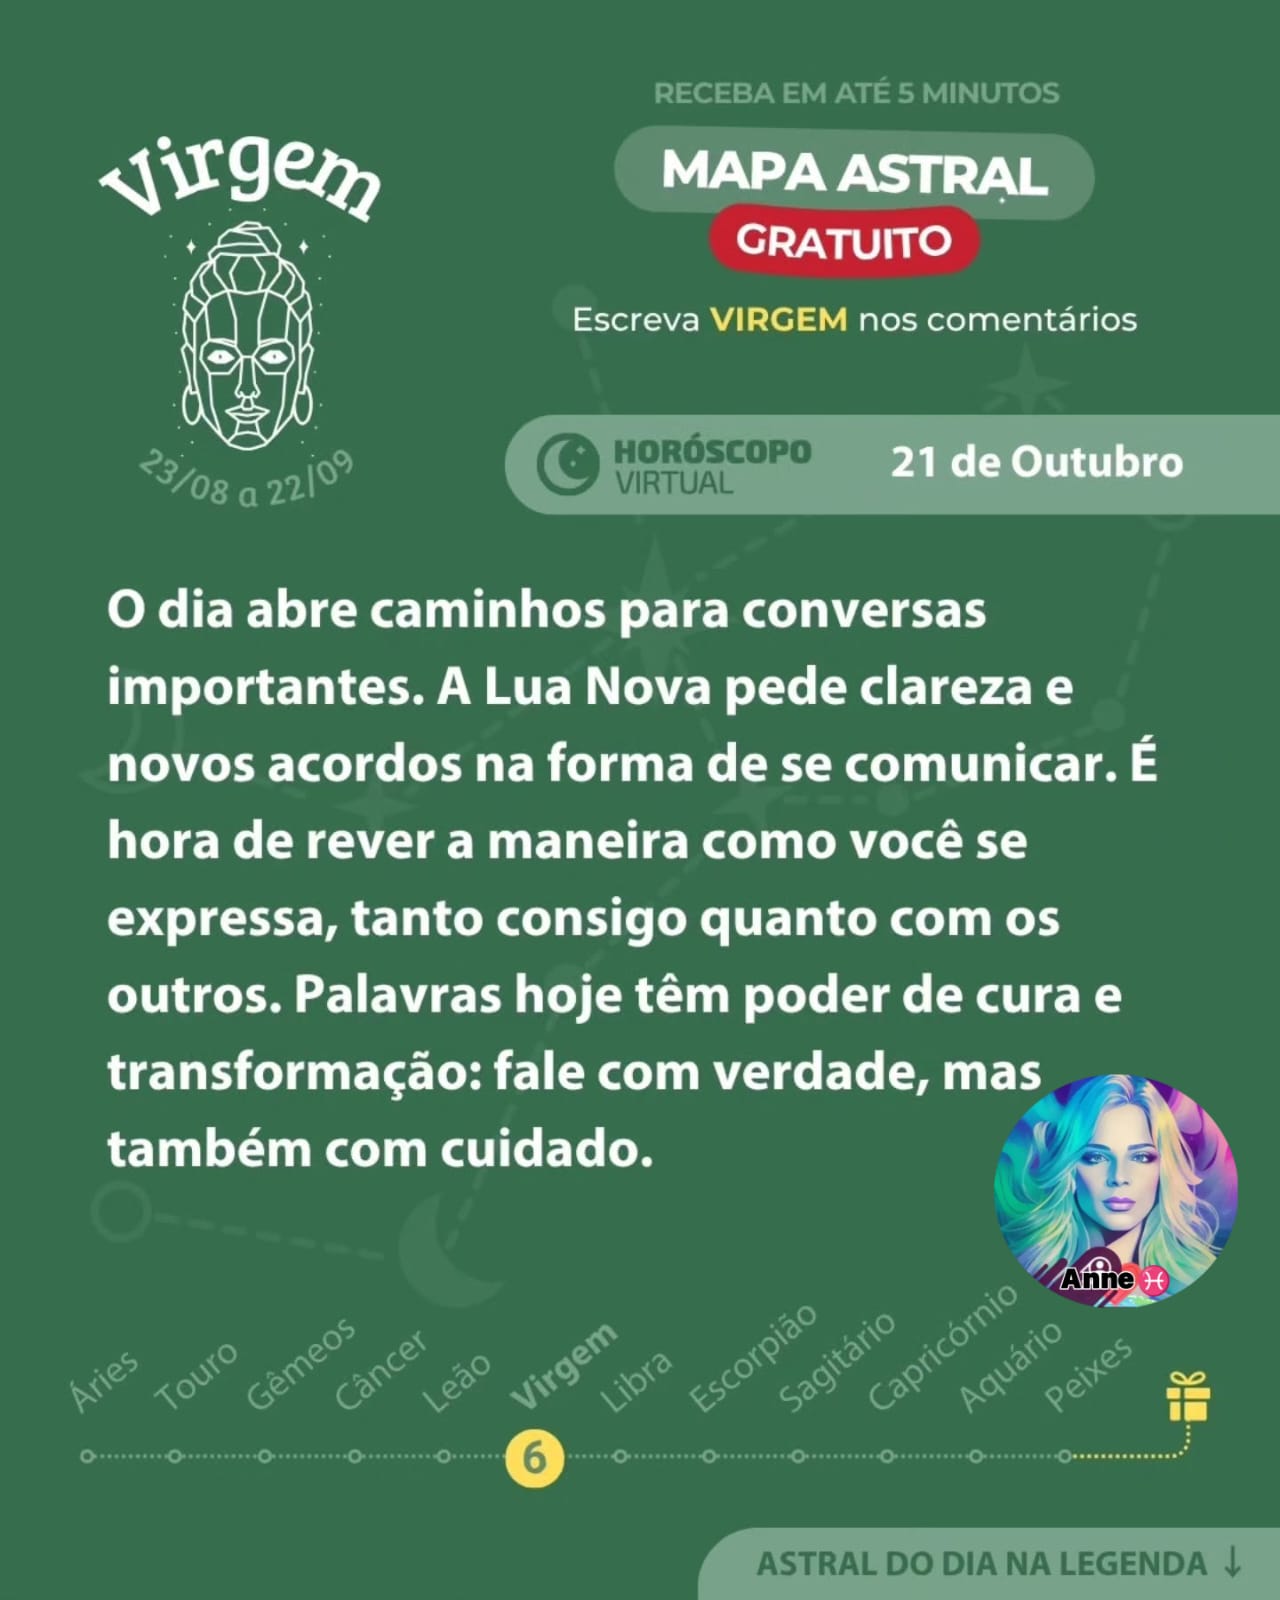 Virgem
23/08 a 22/09
RECEBA EM ATÉ 5 MINUTOS
MAPA ASTRAL
GRATUITO
Escreva VIRGEM nos comentários
HORÓSCOPO
VIRTUAL
21 de Outubro
O dia abre caminhos para conversas
importantes. A Lua Nova pede clareza e
novos acordos na forma de se comunicar. É
hora de rever a maneira como você se
expressa, tanto consigo quanto com os
outros. Palavras hoje têm poder de cura e
transformação: fale com verdade, mas
também com cuidado.
Anne ♓
Áries Touro Gêmeos Câncer Leão Virgem Libra Escorpião Sagitário Capricórnio Aquário Peixes
6
ASTRAL DO DIA NA LEGENDA ↓